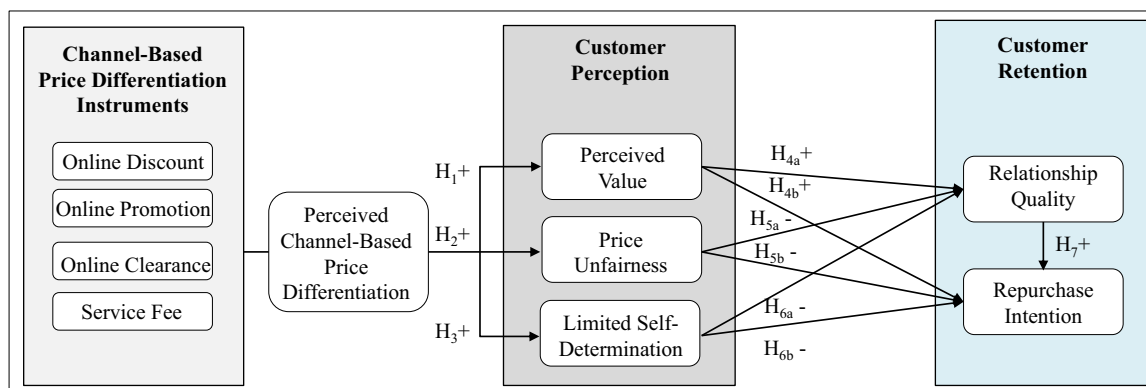 Channel-Based
Price Differentiation
Instruments
Online Discount
Online Promotion
Online Clearance
Service Fee
Perceived
Channel-Based
Price
Differentiation
H1+
H2+
H3+
Customer
Perception
Perceived
Value
Price
Unfairness
Limited Self-
Determination
H4a+
H4b+
H5a -
H5b -
H6a -
H6b -
Customer
Retention
Relationship
Quality
H7+
Repurchase
Intention